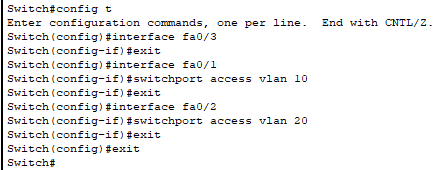 Switch#config t
Enter configuration commands, one per line.  End with CNTL/Z.
Switch(config)#interface fa0/3
Switch(config-if)#exit
Switch(config)#interface fa0/1
Switch(config-if)#switchport access vlan 10
Switch(config-if)#exit
Switch(config)#interface fa0/2
Switch(config-if)#switchport access vlan 20
Switch(config-if)#exit
Switch(config)#exit
Switch#